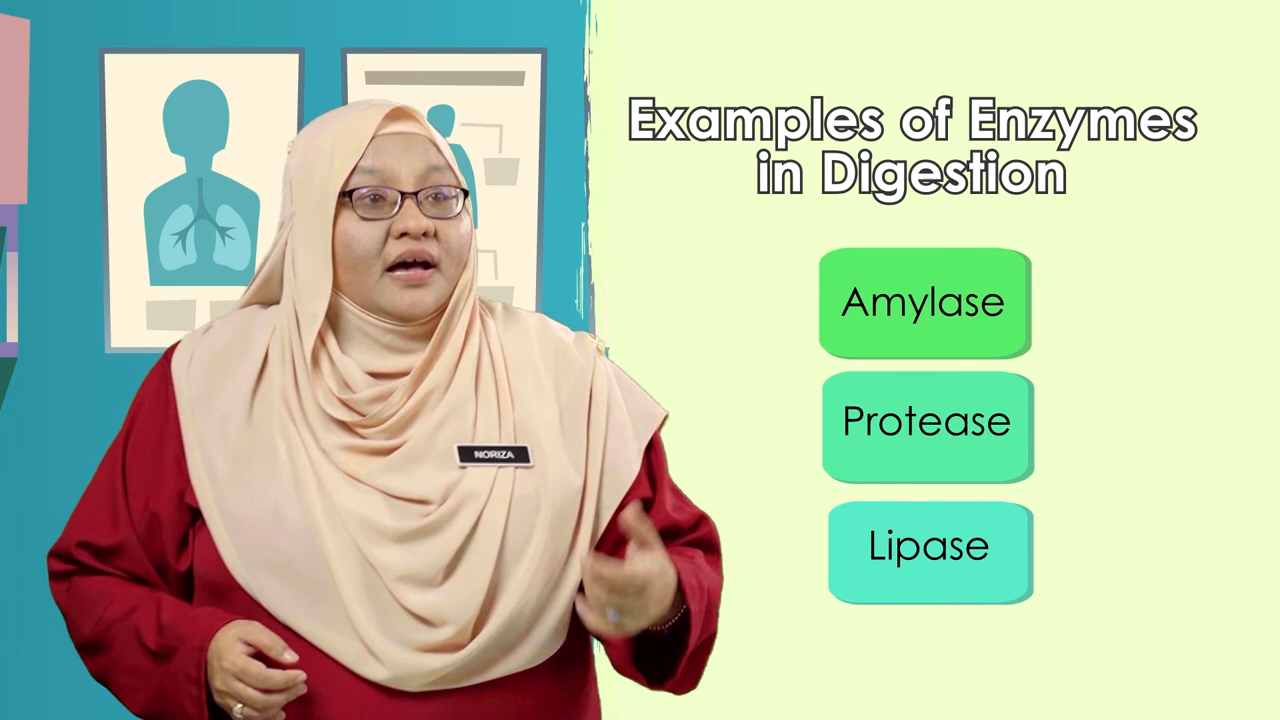 Examples of Enzymes
in Digestion
Amylase
Protease
Lipase
NORIZA